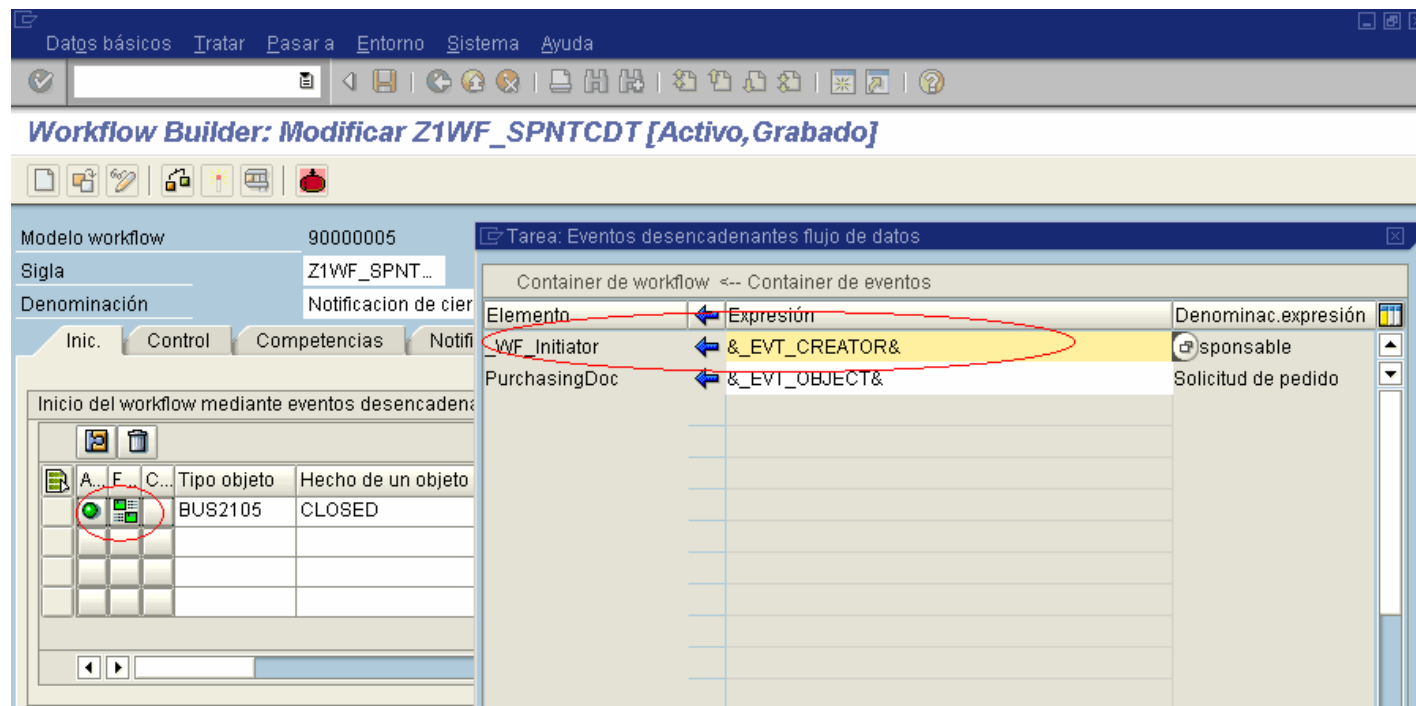 Datos básicos Tratar Pasar a Entorno Sistema Ayuda
Workflow Builder: Modificar Z1WF_SPNTCDT [Activo,Grabado]
Modelo workflow 90000005
Sigla Z1WF_SPNT...
Denominación Notificacion de cier
Inic. Control Competencias Notifi
Inicio del workflow mediante eventos desencadena
A... E... C... Tipo objeto Hecho de un objeto
BUS2105 CLOSED
Tarea: Eventos desencadenantes flujo de datos
Container de workflow <-- Container de eventos
Elemento Expresión Denominac.expresión
_WF_Initiator &_EVT_CREATOR& sponsable
PurchasingDoc &_EVT_OBJECT& Solicitud de pedido